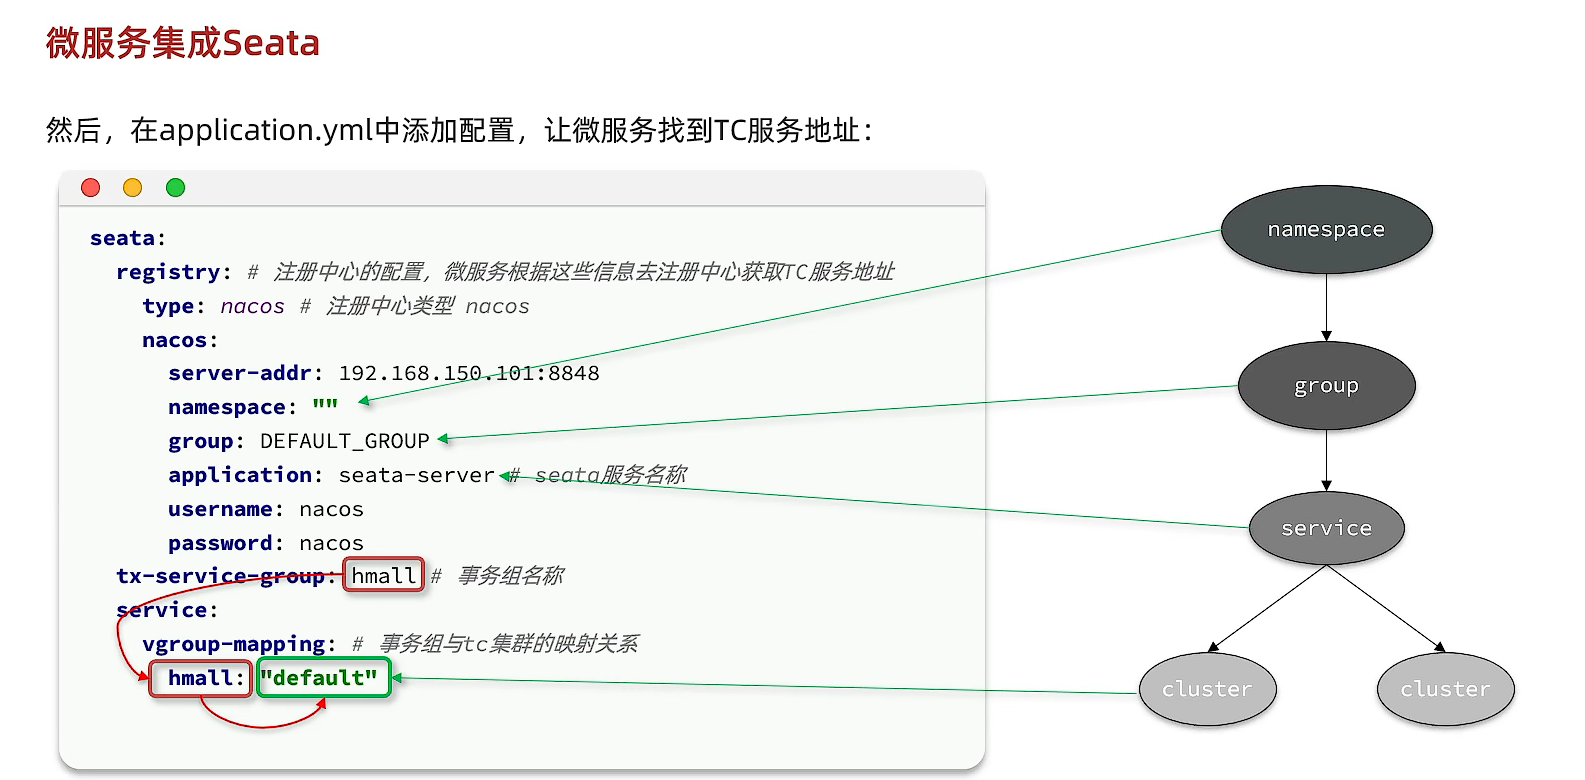 微服务集成Seata
然后，在application.yml中添加配置，让微服务找到TC服务地址：
seata:
registry: # 注册中心的配置，微服务根据这些信息去注册中心获取TC服务地址
type: nacos # 注册中心类型 nacos
nacos:
server-addr: 192.168.150.101:8848
namespace: ""
group: DEFAULT_GROUP
application: seata-server # seata服务名称
username: nacos
password: nacos
tx-service-group: hmall # 事务组名称
service:
vgroup-mapping: # 事务组与tc集群的映射关系
hmall: "default"
namespace
group
service
cluster
cluster